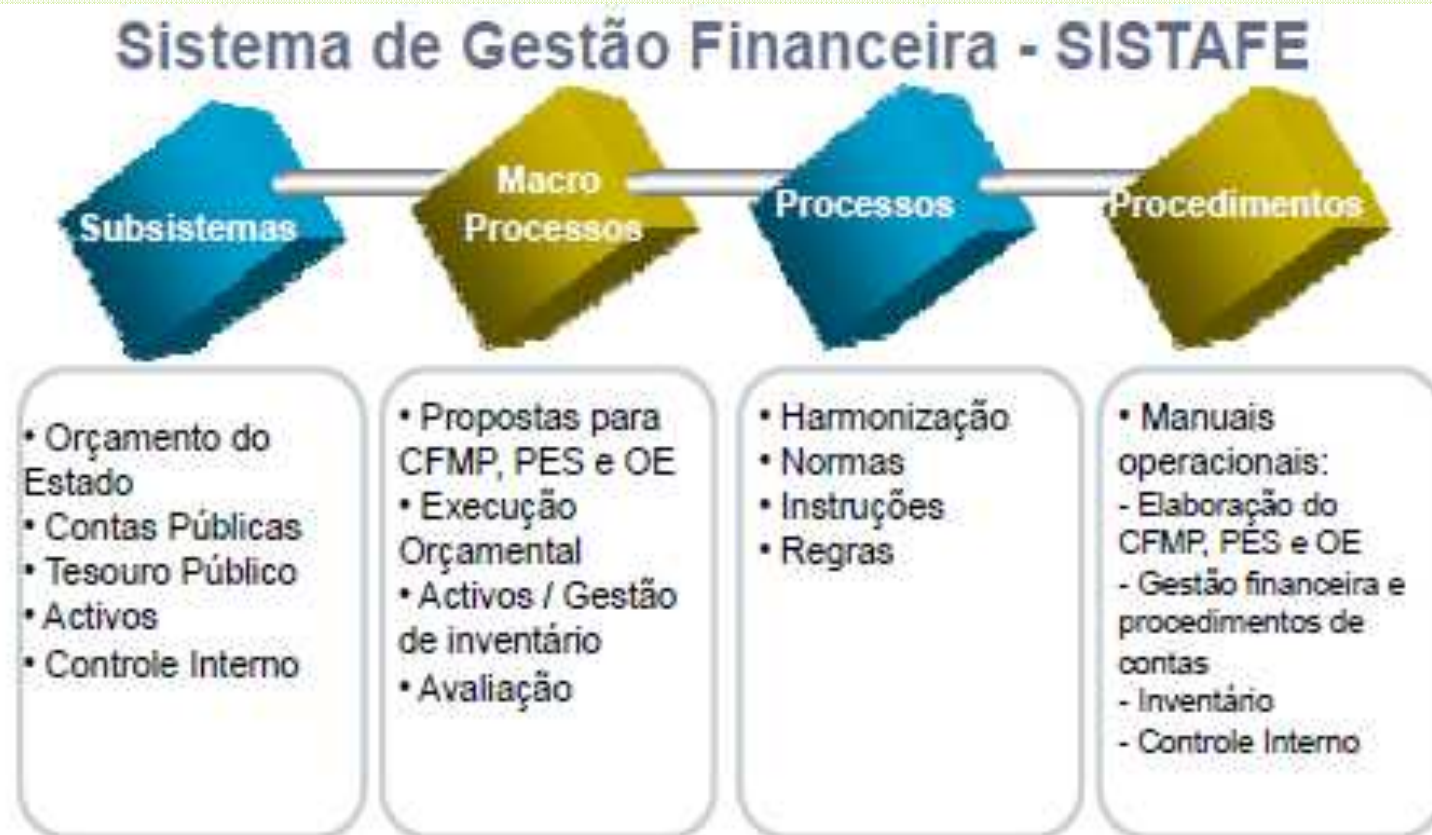 Sistema de Gestão Financeira - SISTAFE
Subsistemas
Macro
Processos
Processos
Procedimentos
• Orçamento do
Estado
• Contas Públicas
• Tesouro Público
• Activos
• Controle Interno
• Propostas para
CFMP, PES e OE
• Execução
Orçamental
• Activos / Gestão
de inventário
• Avaliação
• Harmonização
• Normas
• Instruções
• Regras
• Manuais
operacionais:
- Elaboração do
CFMP, PES e OE
- Gestão financeira e
procedimentos de
contas
- Inventário
- Controle Interno